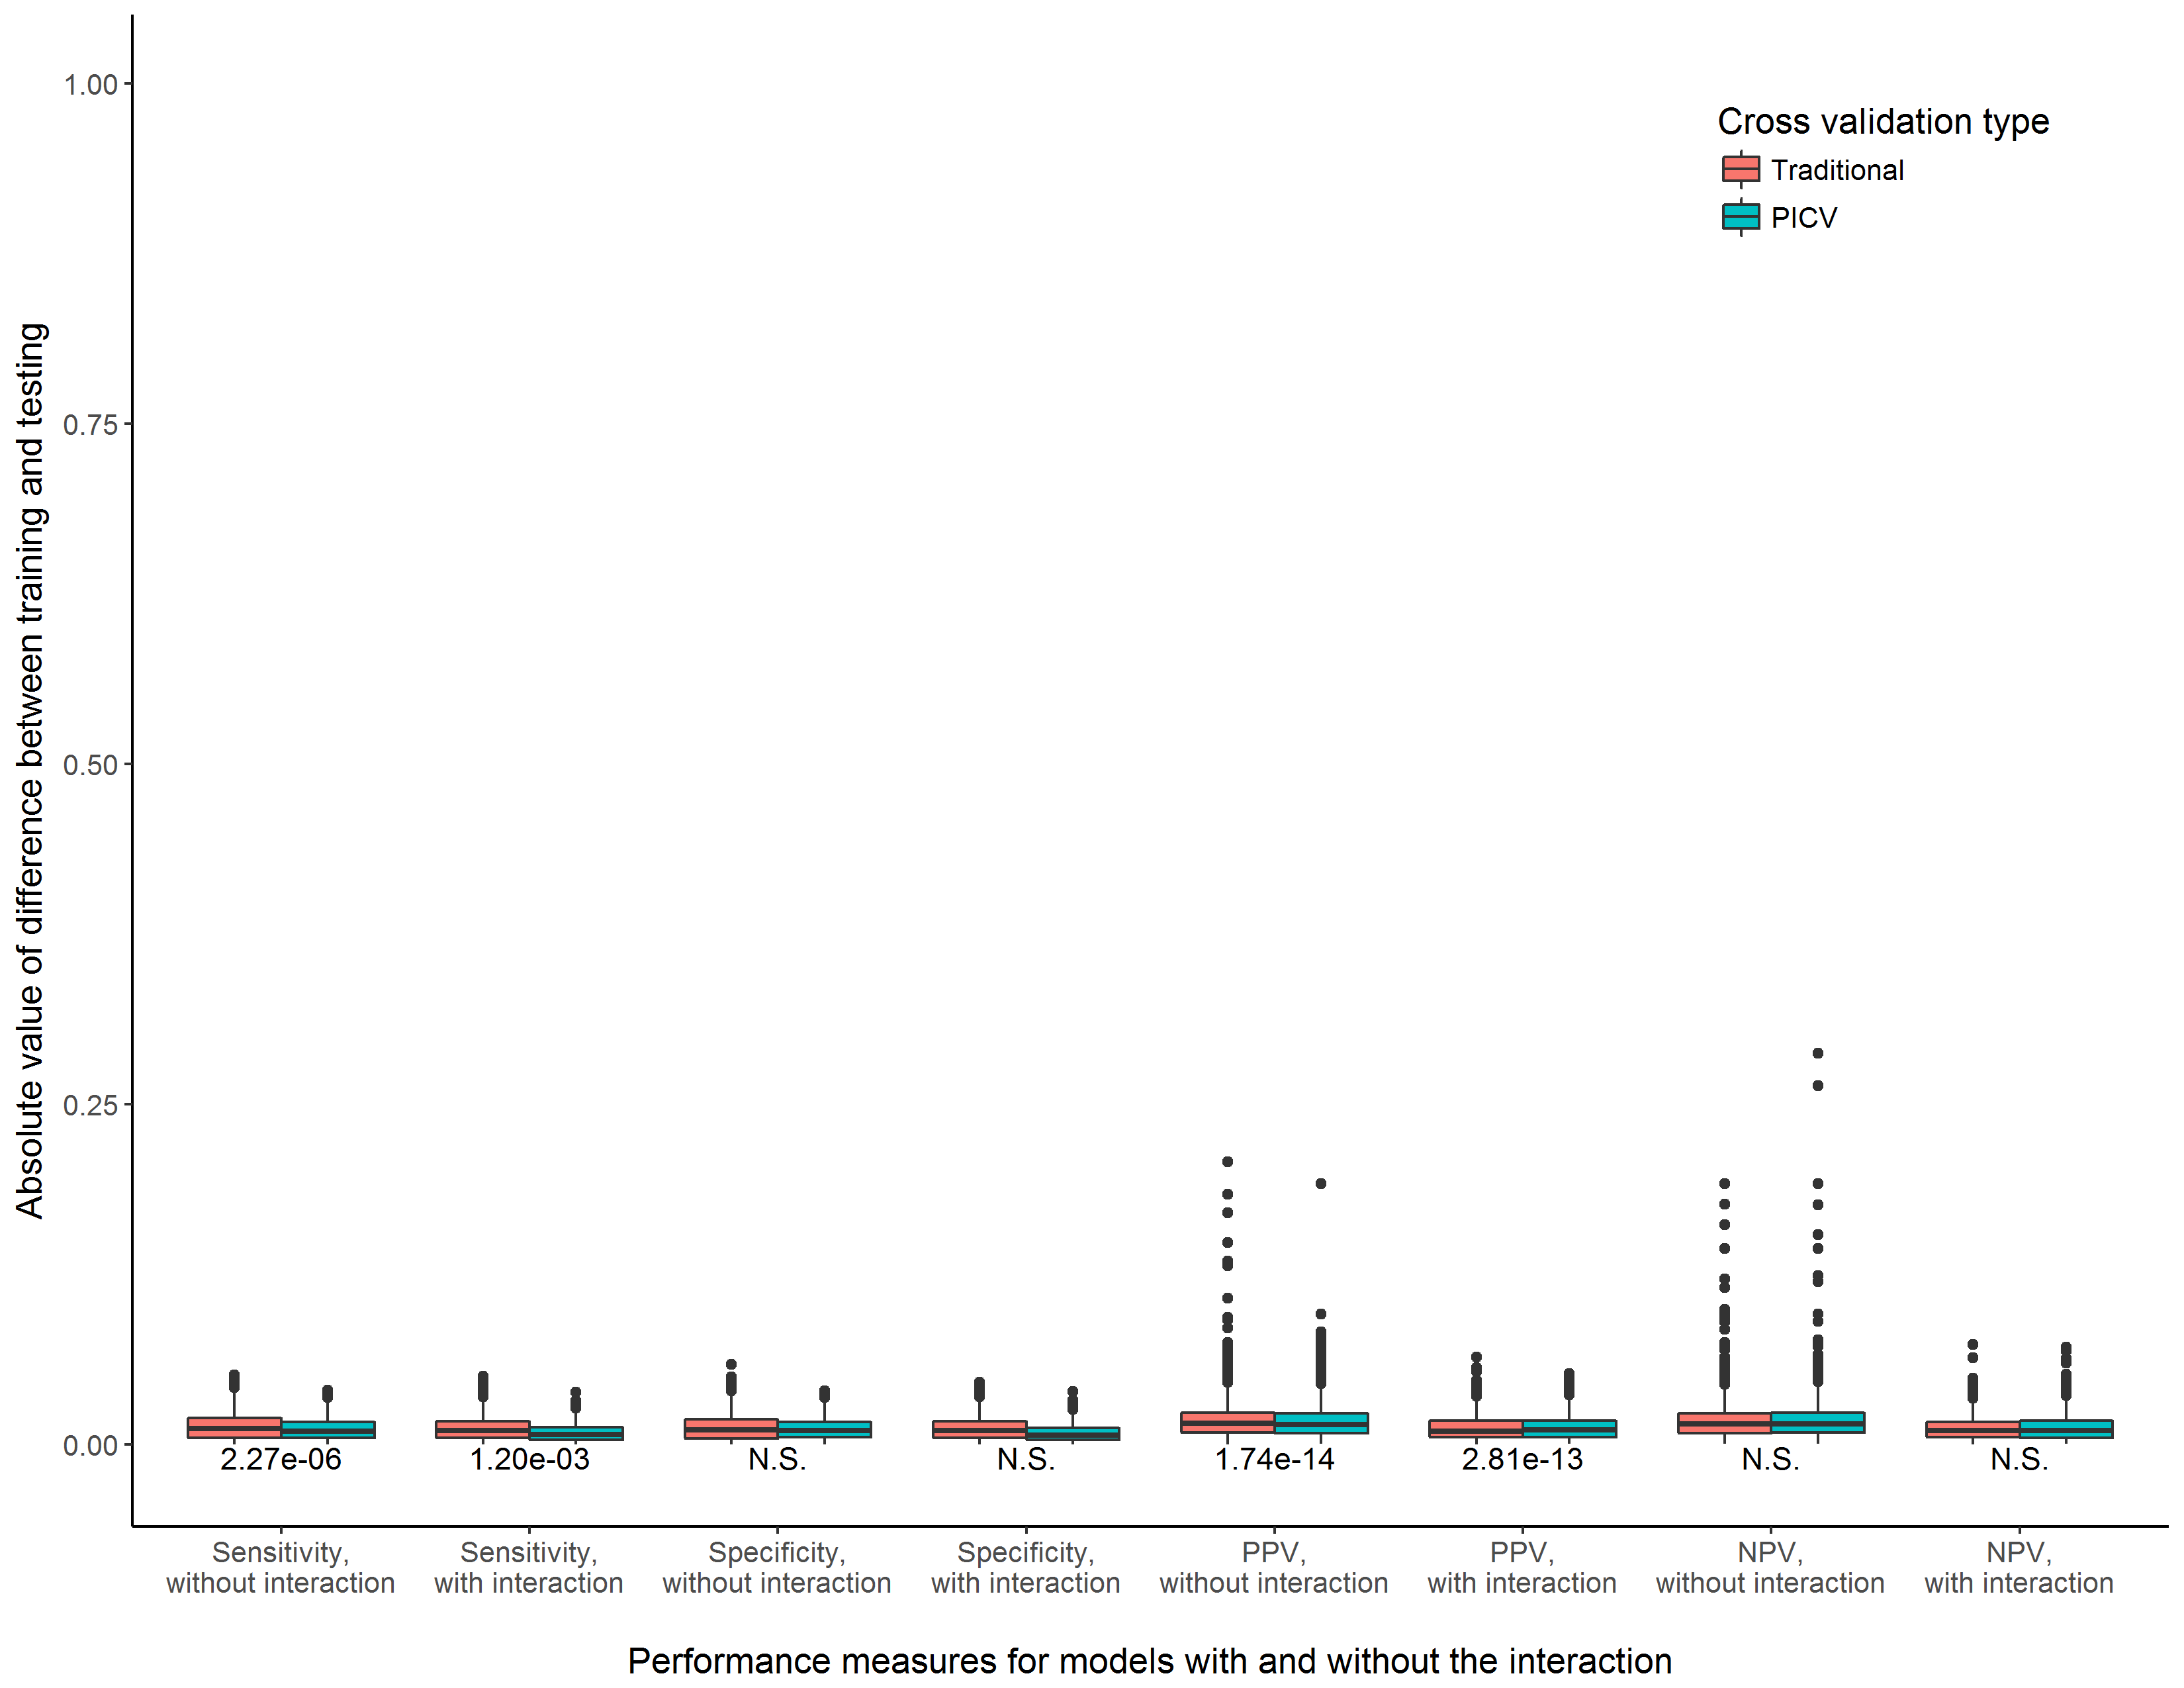 Absolute value of difference between training and testing
1.00
0.75
0.50
0.25
0.00
Cross validation type
Traditional
PICV
2.27e-06
1.20e-03
N.S.
N.S.
1.74e-14
2.81e-13
N.S.
N.S.
Sensitivity,
without interaction
Sensitivity,
with interaction
Specificity,
without interaction
Specificity,
with interaction
PPV,
without interaction
PPV,
with interaction
NPV,
without interaction
NPV,
with interaction
Performance measures for models with and without the interaction